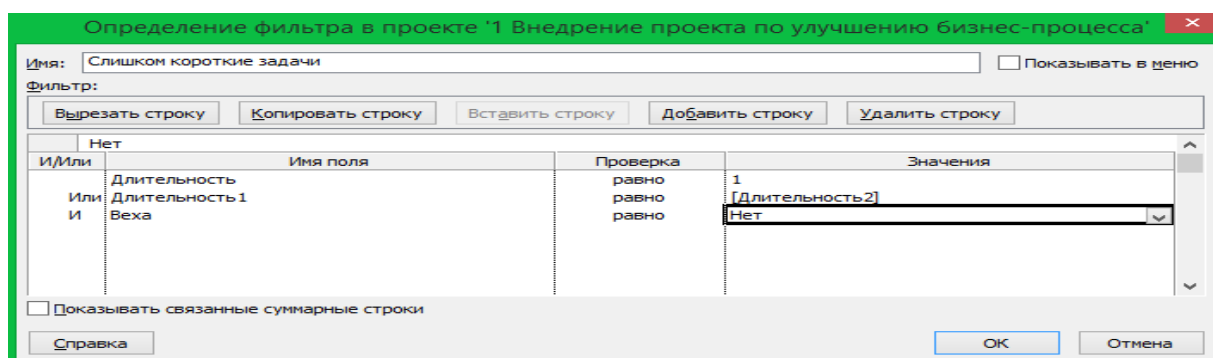 Определение фильтра в проекте '1 Внедрение проекта по улучшению бизнес-процесса'
Имя: Слишком короткие задачи Показывать в меню
Фильтр:
Вырезать строку Копировать строку Вставить строку Добавить строку Удалить строку
Нет
И/Или Имя поля Проверка Значения
Длительность равно 1
Или Длительность1 равно [Длительность2]
И Веха равно Нет
Показывать связанные суммарные строки
Справка ОК Отмена